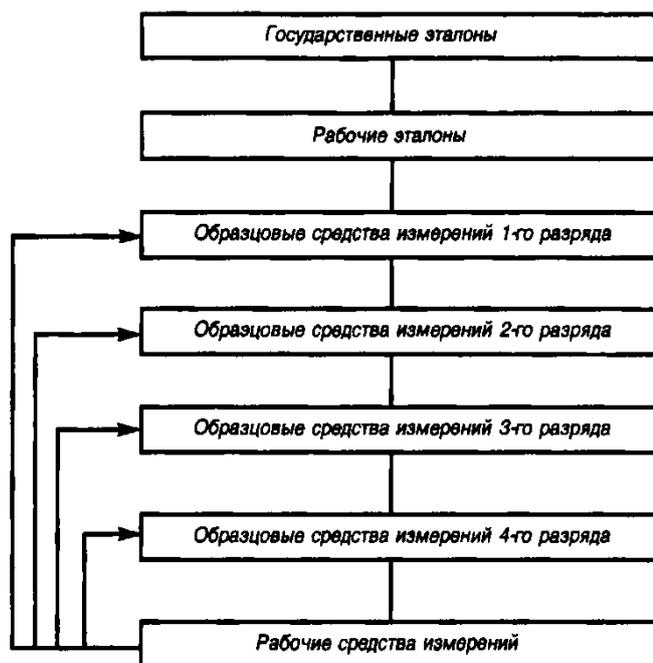 Государственные эталоны
Рабочие эталоны
Образцовые средства измерений 1-го разряда
Образцовые средства измерений 2-го разряда
Образцовые средства измерений 3-го разряда
Образцовые средства измерений 4-го разряда
Рабочие средства измерений